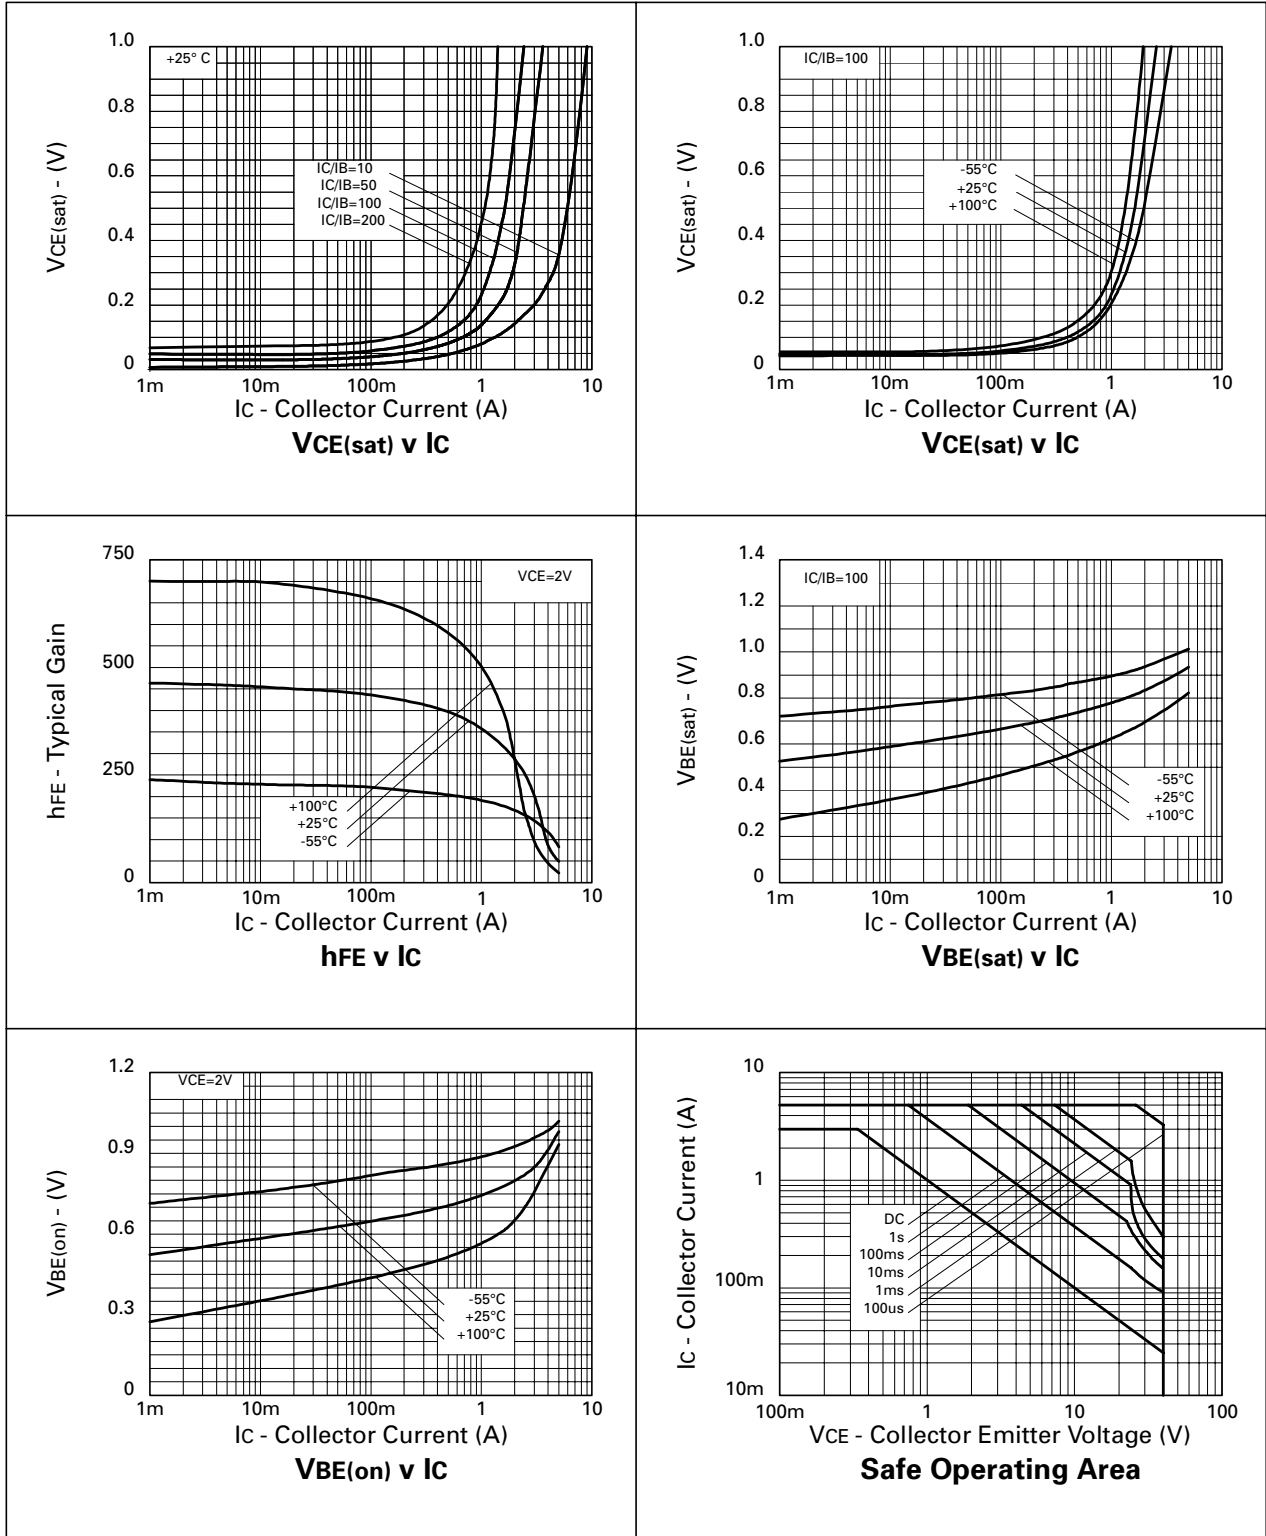 1.0
0.8
0.6
0.4
0.2
0
VCE(sat) - (V)
+25° C
IC/IB=10
IC/IB=50
IC/IB=100
IC/IB=200
1m 10m 100m 1 10
IC - Collector Current (A)
VCE(sat) v IC
1.0
0.8
0.6
0.4
0.2
0
VCE(sat) - (V)
IC/IB=100
-55°C
+25°C
+100°C
1m 10m 100m 1 10
IC - Collector Current (A)
VCE(sat) v IC
750
500
250
0
hFE - Typical Gain
VCE=2V
+100°C
+25°C
-55°C
1m 10m 100m 1 10
IC - Collector Current (A)
hFE v IC
1.4
1.2
1.0
0.8
0.6
0.4
0.2
0
VBE(sat) - (V)
IC/IB=100
-55°C
+25°C
+100°C
1m 10m 100m 1 10
IC - Collector Current (A)
VBE(sat) v IC
1.2
0.9
0.6
0.3
0
VBE(on) - (V)
VCE=2V
-55°C
+25°C
+100°C
1m 10m 100m 1 10
IC - Collector Current (A)
VBE(on) v IC
10
1
100m
10m
IC - Collector Current (A)
DC
1s
100ms
10ms
1ms
100us
100m 1 10 100
VCE - Collector Emitter Voltage (V)
Safe Operating Area